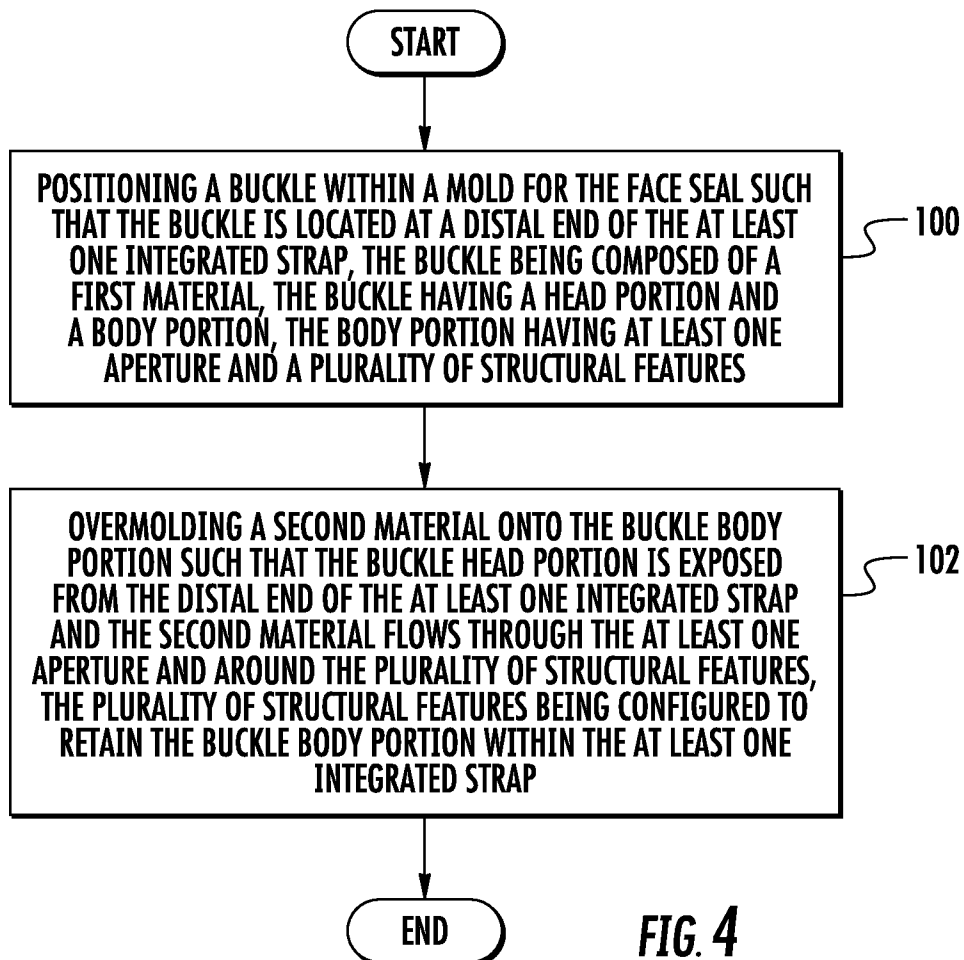 START
POSITIONING A BUCKLE WITHIN A MOLD FOR THE FACE SEAL SUCH
THAT THE BUCKLE IS LOCATED AT A DISTAL END OF THE AT LEAST
ONE INTEGRATED STRAP, THE BUCKLE BEING COMPOSED OF A
FIRST MATERIAL, THE BUCKLE HAVING A HEAD PORTION AND
A BODY PORTION, THE BODY PORTION HAVING AT LEAST ONE
APERTURE AND A PLURALITY OF STRUCTURAL FEATURES
100
OVERMOLDING A SECOND MATERIAL ONTO THE BUCKLE BODY
PORTION SUCH THAT THE BUCKLE HEAD PORTION IS EXPOSED
FROM THE DISTAL END OF THE AT LEAST ONE INTEGRATED STRAP
AND THE SECOND MATERIAL FLOWS THROUGH THE AT LEAST ONE
APERTURE AND AROUND THE PLURALITY OF STRUCTURAL FEATURES,
THE PLURALITY OF STRUCTURAL FEATURES BEING CONFIGURED TO
RETAIN THE BUCKLE BODY PORTION WITHIN THE AT LEAST ONE
INTEGRATED STRAP
102
END
FIG. 4